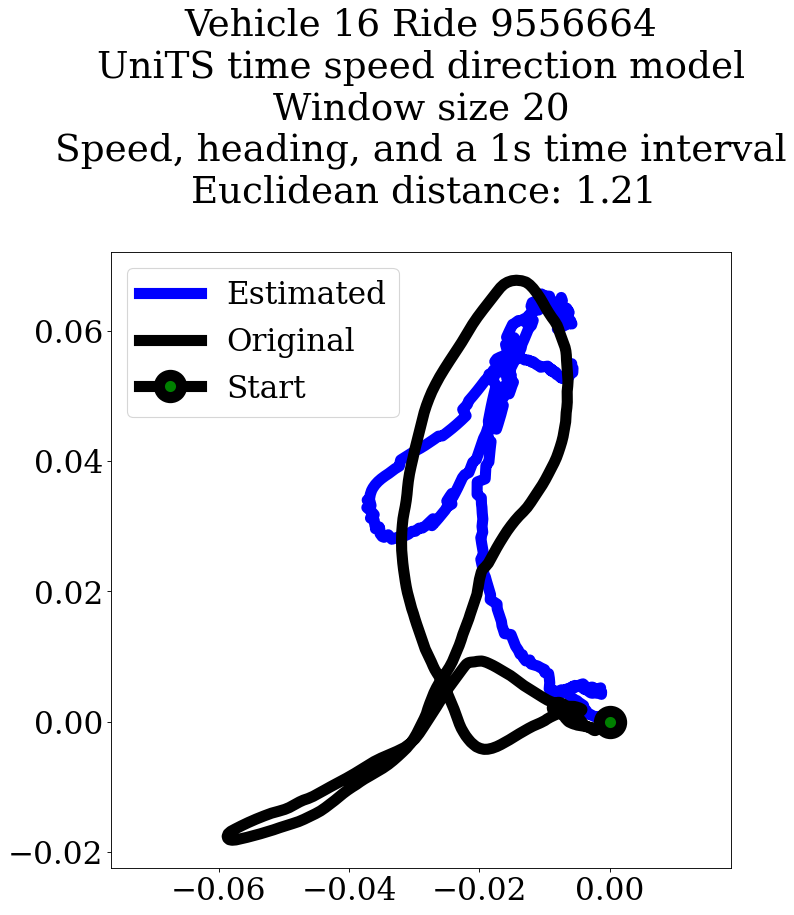 Vehicle 16 Ride 9556664
UniTS time speed direction model
Window size 20
Speed, heading, and a 1s time interval
Euclidean distance: 1.21
Estimated
Original
Start
0.06
0.04
0.02
0.00
−0.02
−0.06
−0.04
−0.02
0.00